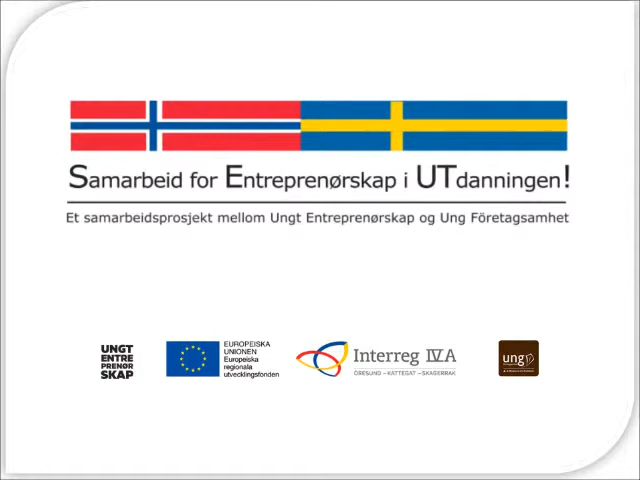 Samarbeid for Entreprenørskap i UTdanningen!
Et samarbeidsprosjekt mellom Ungt Entreprenørskap og Ung Företagsamhet
UNGT
ENTRE
PRENØR
SKAP
EUROPEISKA
UNIONEN
Europeiska
regionala
utvecklingsfonden
Interreg IVA
ÖRESUND – KATTEGAT – SKAGERRAK
ung